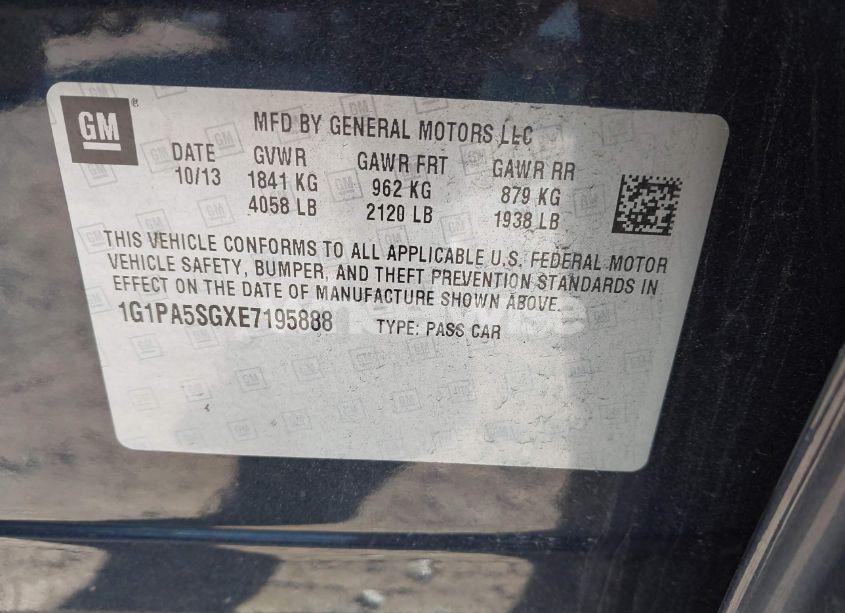 GM ®
MFD BY GENERAL MOTORS LLC
DATE GVWR GAWR FRT GAWR RR
10/13 1841 KG 962 KG 879 KG
4058 LB 2120 LB 1938 LB
THIS VEHICLE CONFORMS TO ALL APPLICABLE U.S. FEDERAL MOTOR
VEHICLE SAFETY, BUMPER, AND THEFT PREVENTION STANDARDS IN
EFFECT ON THE DATE OF MANUFACTURE SHOWN ABOVE.
1G1PA5SGXE7195888 TYPE: PASS CAR